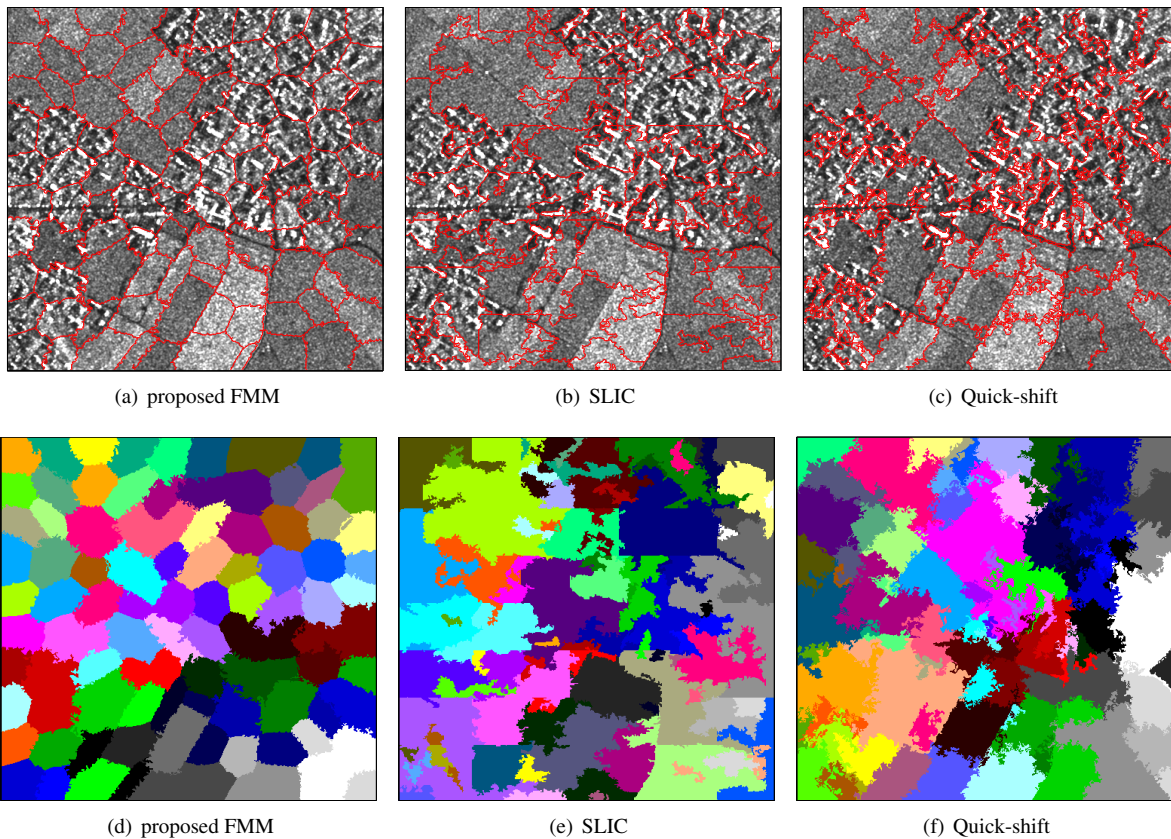 (a) proposed FMM
(b) SLIC
(c) Quick-shift
(d) proposed FMM
(e) SLIC
(f) Quick-shift